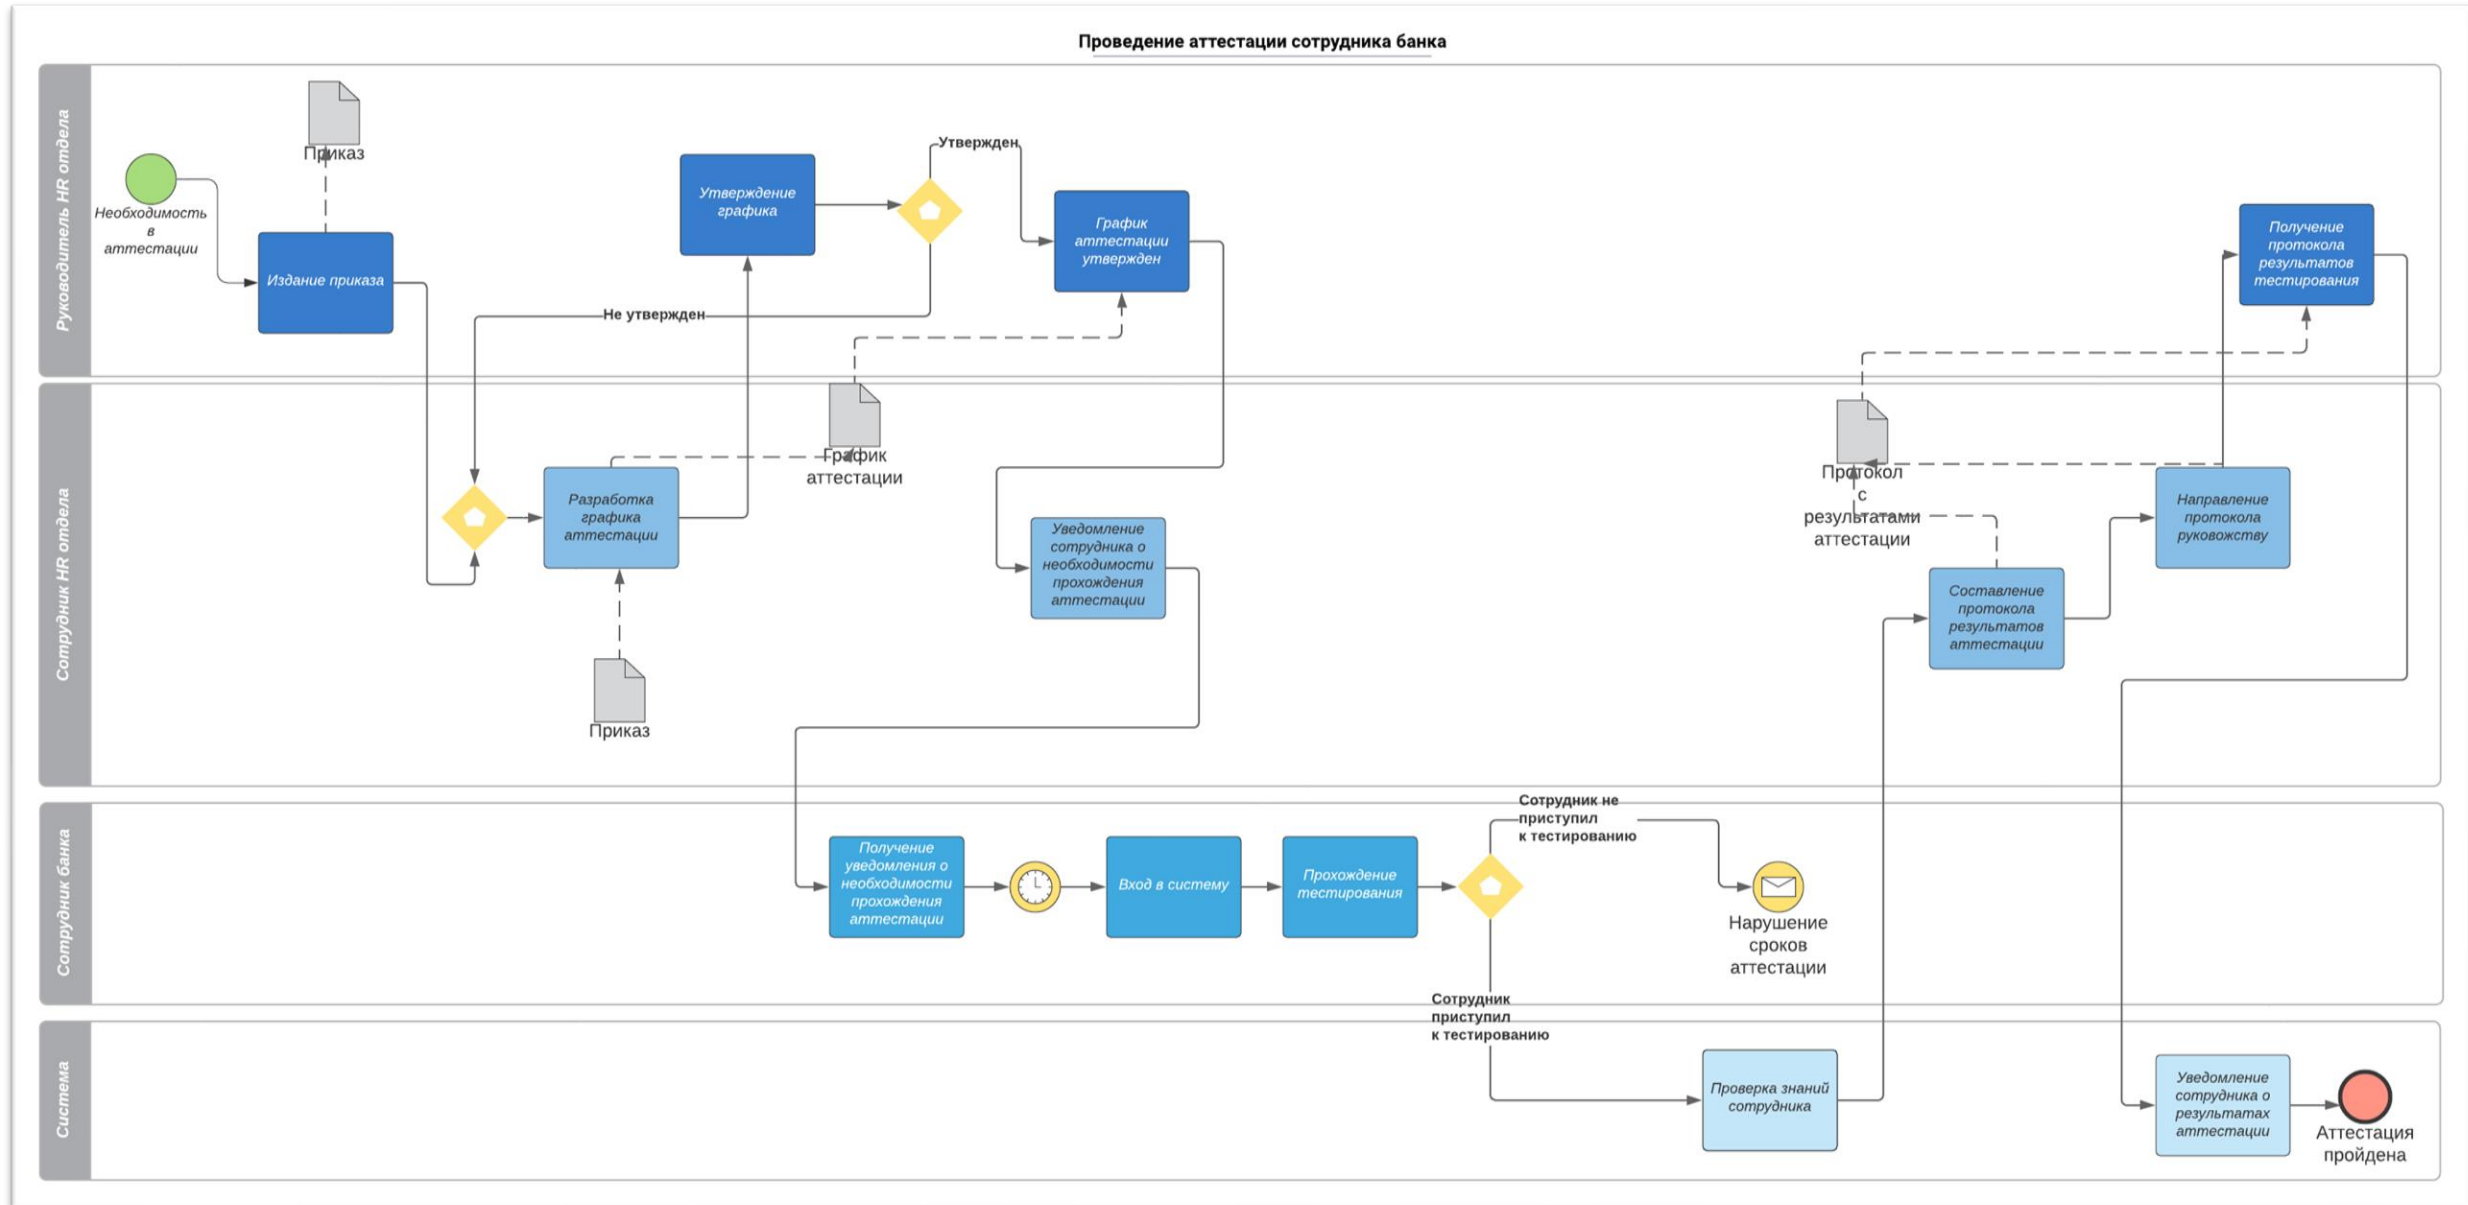 Проведение аттестации сотрудника банка
Руководитель HR отдела
Необходимость
в
аттестации
Приказ
Издание приказа
Утверждение
графика
Утвержден
Не утвержден
График
аттестации
утвержден
Получение
протокола
результатов
тестирования
Сотрудник HR отдела
Разработка
графика
аттестации
Приказ
График
аттестации
Уведомление
сотрудника о
необходимости
прохождения
аттестации
Протокол
с
результатами
аттестации
Составление
протокола
результатов
аттестации
Направление
протокола
руковожству
Сотрудник банка
Получение
уведомления о
необходимости
прохождения
аттестации
Вход в систему
Прохождение
тестирования
Сотрудник не
приступил
к тестированию
Нарушение
сроков
аттестации
Сотрудник
приступил
к тестированию
Система
Проверка знаний
сотрудника
Уведомление
сотрудника о
результатах
аттестации
Аттестация
пройдена